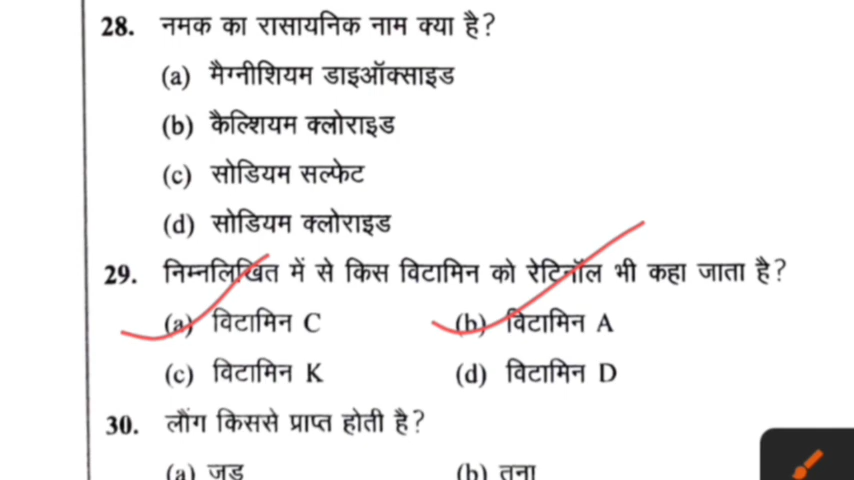 28. नमक का रासायनिक नाम क्या है?
(a) मैग्नीशियम डाइऑक्साइड
(b) कैल्शियम क्लोराइड
(c) सोडियम सल्फेट
(d) सोडियम क्लोराइड
29. निम्नलिखित में से किस विटामिन को रेटिनॉल भी कहा जाता है?
(a) विटामिन C (b) विटामिन A
(c) विटामिन K (d) विटामिन D
30. लौंग किससे प्राप्त होती है?
(a) जड़ (b) तना